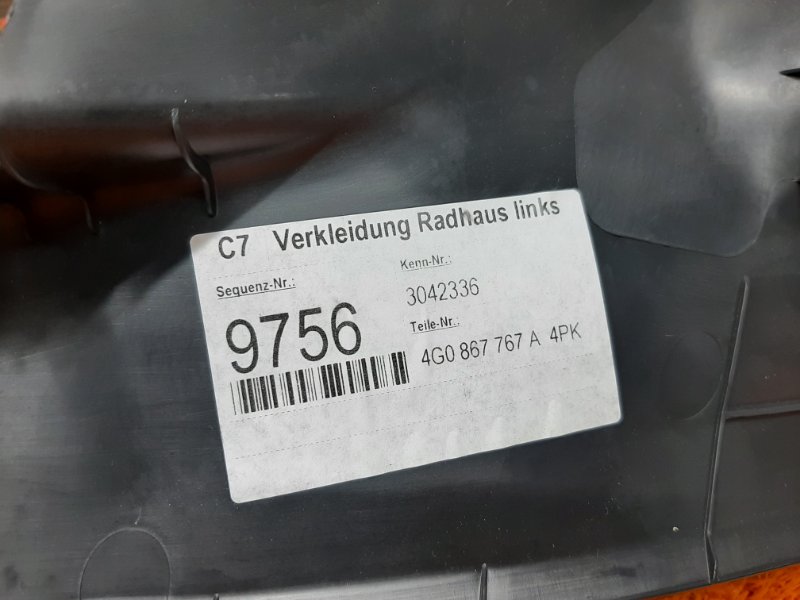 C7 Verkleidung Radhaus links
Sequenz-Nr.:
9756
Kenn-Nr.:
3042336
Teile-Nr.:
4G0 867 767 A 4PK